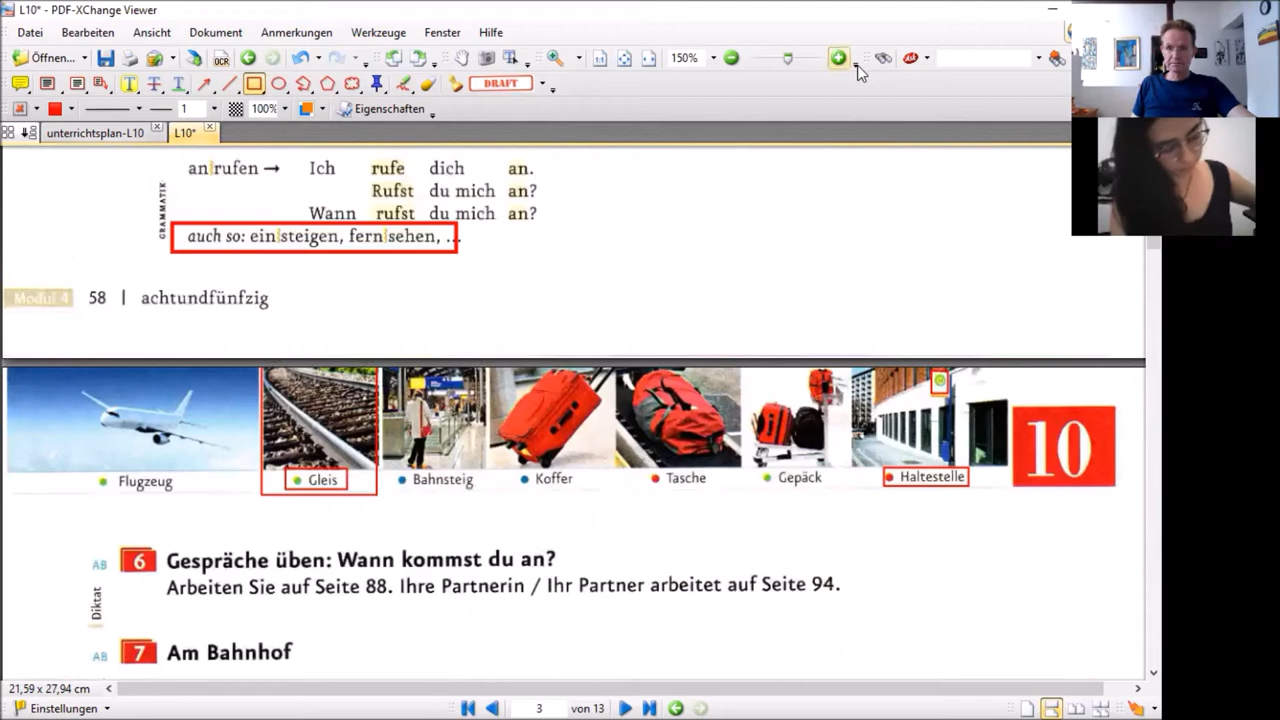 L10* - PDF-XChange Viewer
Datei Bearbeiten Ansicht Dokument Anmerkungen Werkzeuge Fenster Hilfe
Öffnen... OCR 150%
DRAFT
1 100% Eigenschaften
unterrichtsplan-L10 L10*
an rufen → Ich rufe dich an.
Rufst du mich an?
Wann rufst du mich an?
auch so: ein steigen, fern sehen, ...
GRAMMATIK
Modul 4 58 | achtundfünfzig
Flugzeug Gleis Bahnsteig Koffer Tasche Gepäck Haltestelle 10
AB 6 Gespräche üben: Wann kommst du an?
Arbeiten Sie auf Seite 88. Ihre Partnerin / Ihr Partner arbeitet auf Seite 94.
Diktat
AB 7 Am Bahnhof
21,59 x 27,94 cm
Einstellungen 3 von 13